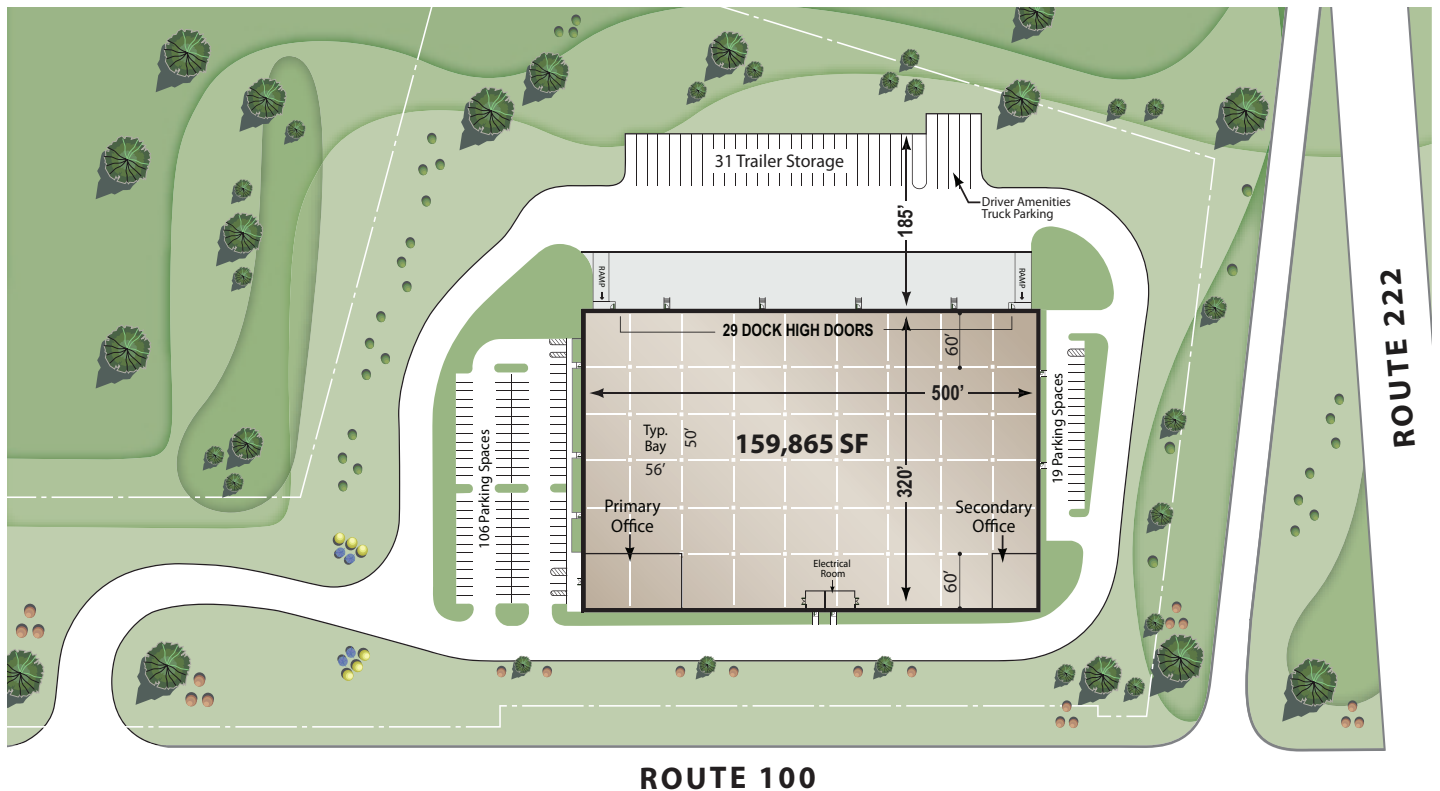 31 Trailer Storage
Driver Amenities
Truck Parking
185'
RAMP
RAMP
29 DOCK HIGH DOORS
60'
500'
Typ.
Bay
50'
56'
159,865 SF
320'
106 Parking Spaces
19 Parking Spaces
Primary
Office
Secondary
Office
Electrical
Room
60'
ROUTE 222
ROUTE 100